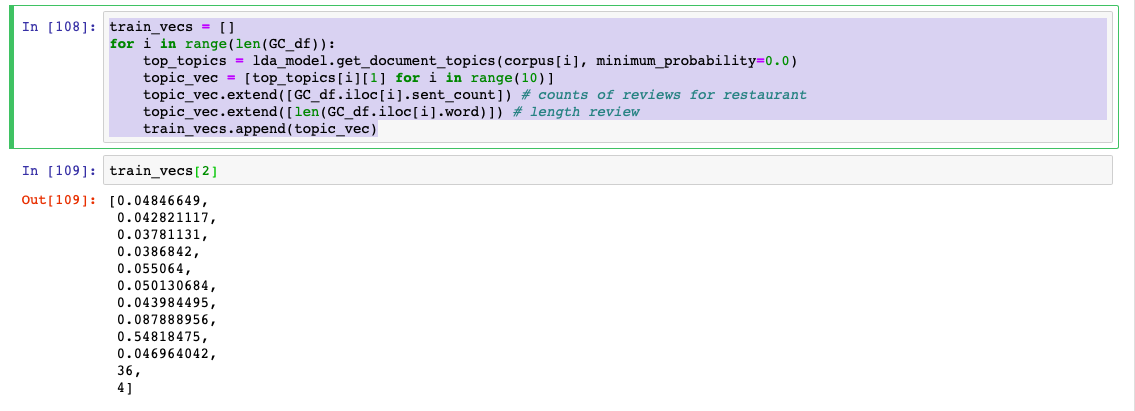 In [108]: train_vecs = []
for i in range(len(GC_df)):
    top_topics = lda_model.get_document_topics(corpus[i], minimum_probability=0.0)
    topic_vec = [top_topics[i][1] for i in range(10)]
    topic_vec.extend([GC_df.iloc[i].sent_count]) # counts of reviews for restaurant
    topic_vec.extend([len(GC_df.iloc[i].word)]) # length review
    train_vecs.append(topic_vec)
In [109]: train_vecs[2]
Out[109]: [0.04846649,
 0.042821117,
 0.03781131,
 0.0386842,
 0.055064,
 0.050130684,
 0.043984495,
 0.087888956,
 0.54818475,
 0.046964042,
 36,
 4]